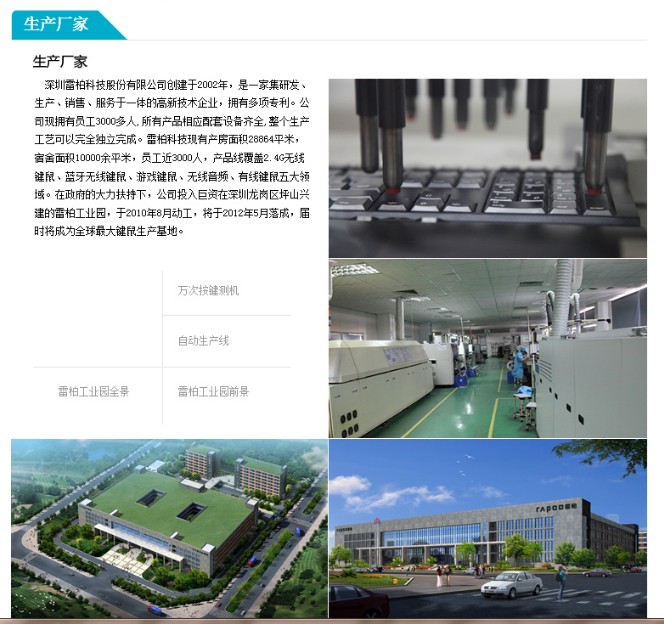 生产厂家
生产厂家
深圳雷柏科技股份有限公司创建于2002年，是一家集研发、
生产、销售、服务于一体的高新技术企业，拥有多项专利。公
司现拥有员工3000多人,所有产品相应配套设备齐全,整个生产
工艺可以完全独立完成。雷柏科技现有产房面积28864平米，
宿舍面积10000余平米，员工近3000人，产品线覆盖2.4G无线
键鼠、蓝牙无线键鼠、游戏键鼠、无线音频、有线键鼠五大领
域。在政府的大力扶持下，公司投入巨资在深圳龙岗区坪山兴
建的雷柏工业园，于2010年8月动工，将于2012年5月落成，届
时将成为全球最大键鼠生产基地。
万次按键测机
自动生产线
雷柏工业园全景
雷柏工业园前景
rapoo雷柏